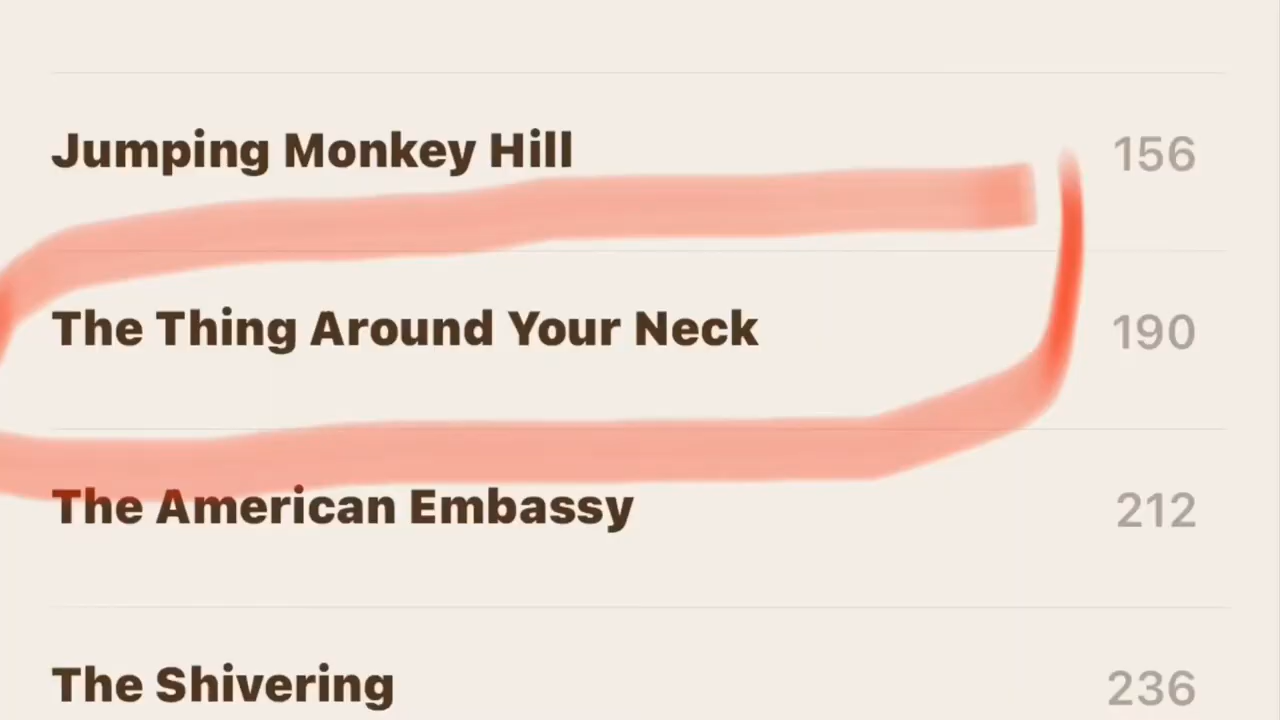 Jumping Monkey Hill 156
The Thing Around Your Neck 190
The American Embassy 212
The Shivering 236